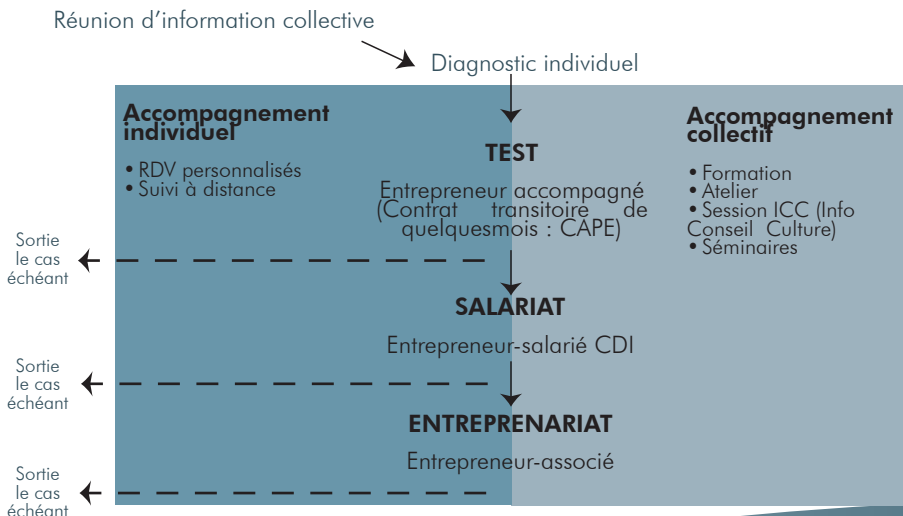 Réunion d’information collective
Diagnostic individuel
Accompagnement
individuel
• RDV personnalisés
• Suivi à distance
TEST
Entrepreneur accompagné
(Contrat transitoire de
quelquesmois : CAPE)
Accompagnement
collectif
• Formation
• Atelier
• Session ICC (Info
Conseil Culture)
• Séminaires
Sortie
le cas
échéant
SALARIAT
Entrepreneur-salarié CDI
Sortie
le cas
échéant
ENTREPRENARIAT
Entrepreneur-associé
Sortie
le cas
échéant